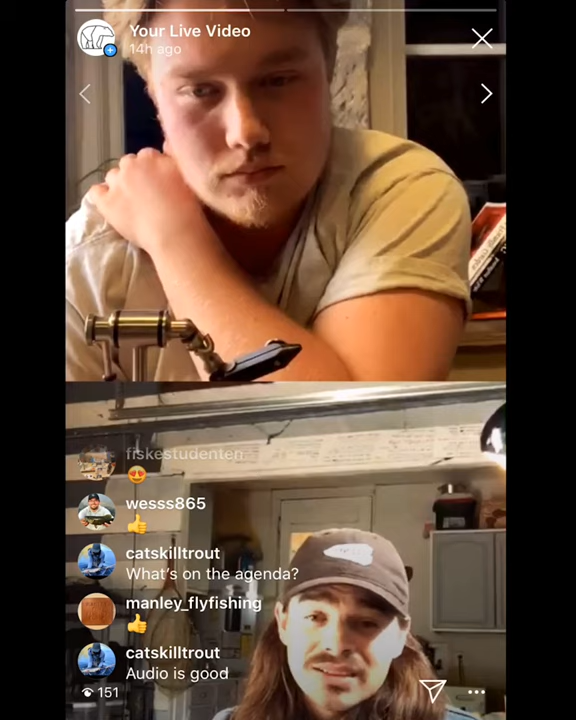 Your Live Video
14h ago
fiskestudenten
😍
wesss865
👍
catskilltrout
What's on the agenda?
manley_flyfishing
👍
catskilltrout
Audio is good
151